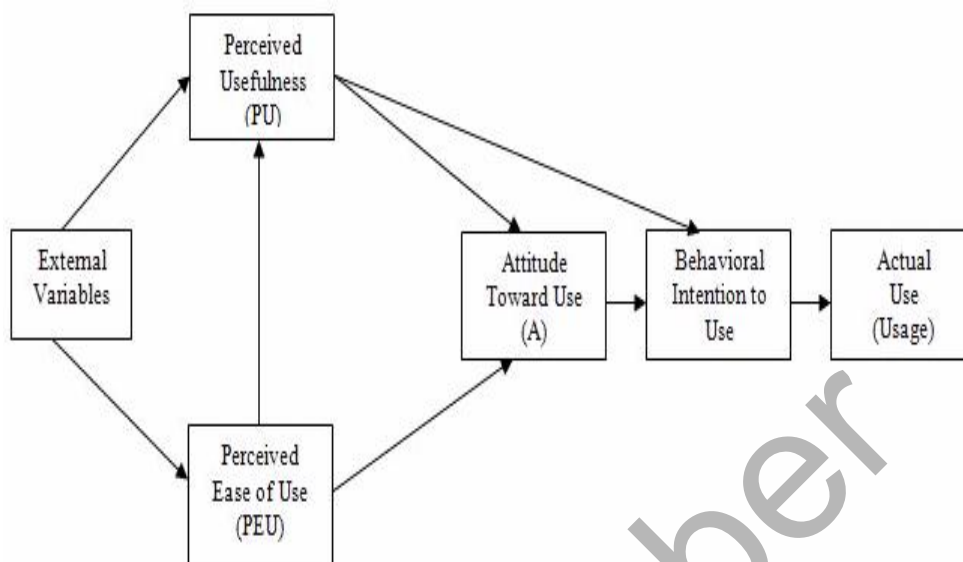 Perceived
Usefulness
(PU)
External
Variables
Attitude
Toward Use
(A)
Behavioral
Intention to
Use
Actual
Use
(Usage)
Perceived
Ease of Use
(PEU)
ber